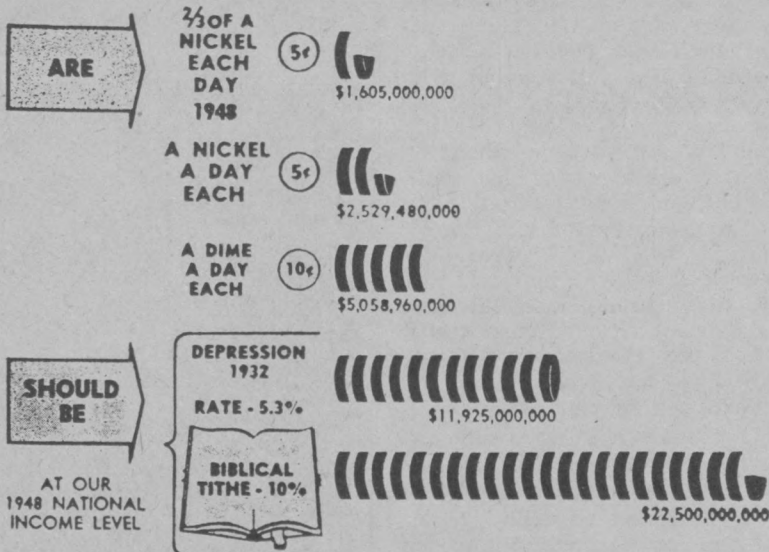 ARE
2/3 OF A
NICKEL
EACH
DAY
1948
5¢
$1,605,000,000
A NICKEL
A DAY
EACH
5¢
$2,529,480,000
A DIME
A DAY
EACH
10¢
$5,058,960,000
SHOULD
BE
AT OUR
1948 NATIONAL
INCOME LEVEL
DEPRESSION
1932
RATE - 5.3%
$11,925,000,000
BIBLICAL
TITHE - 10%
$22,500,000,000